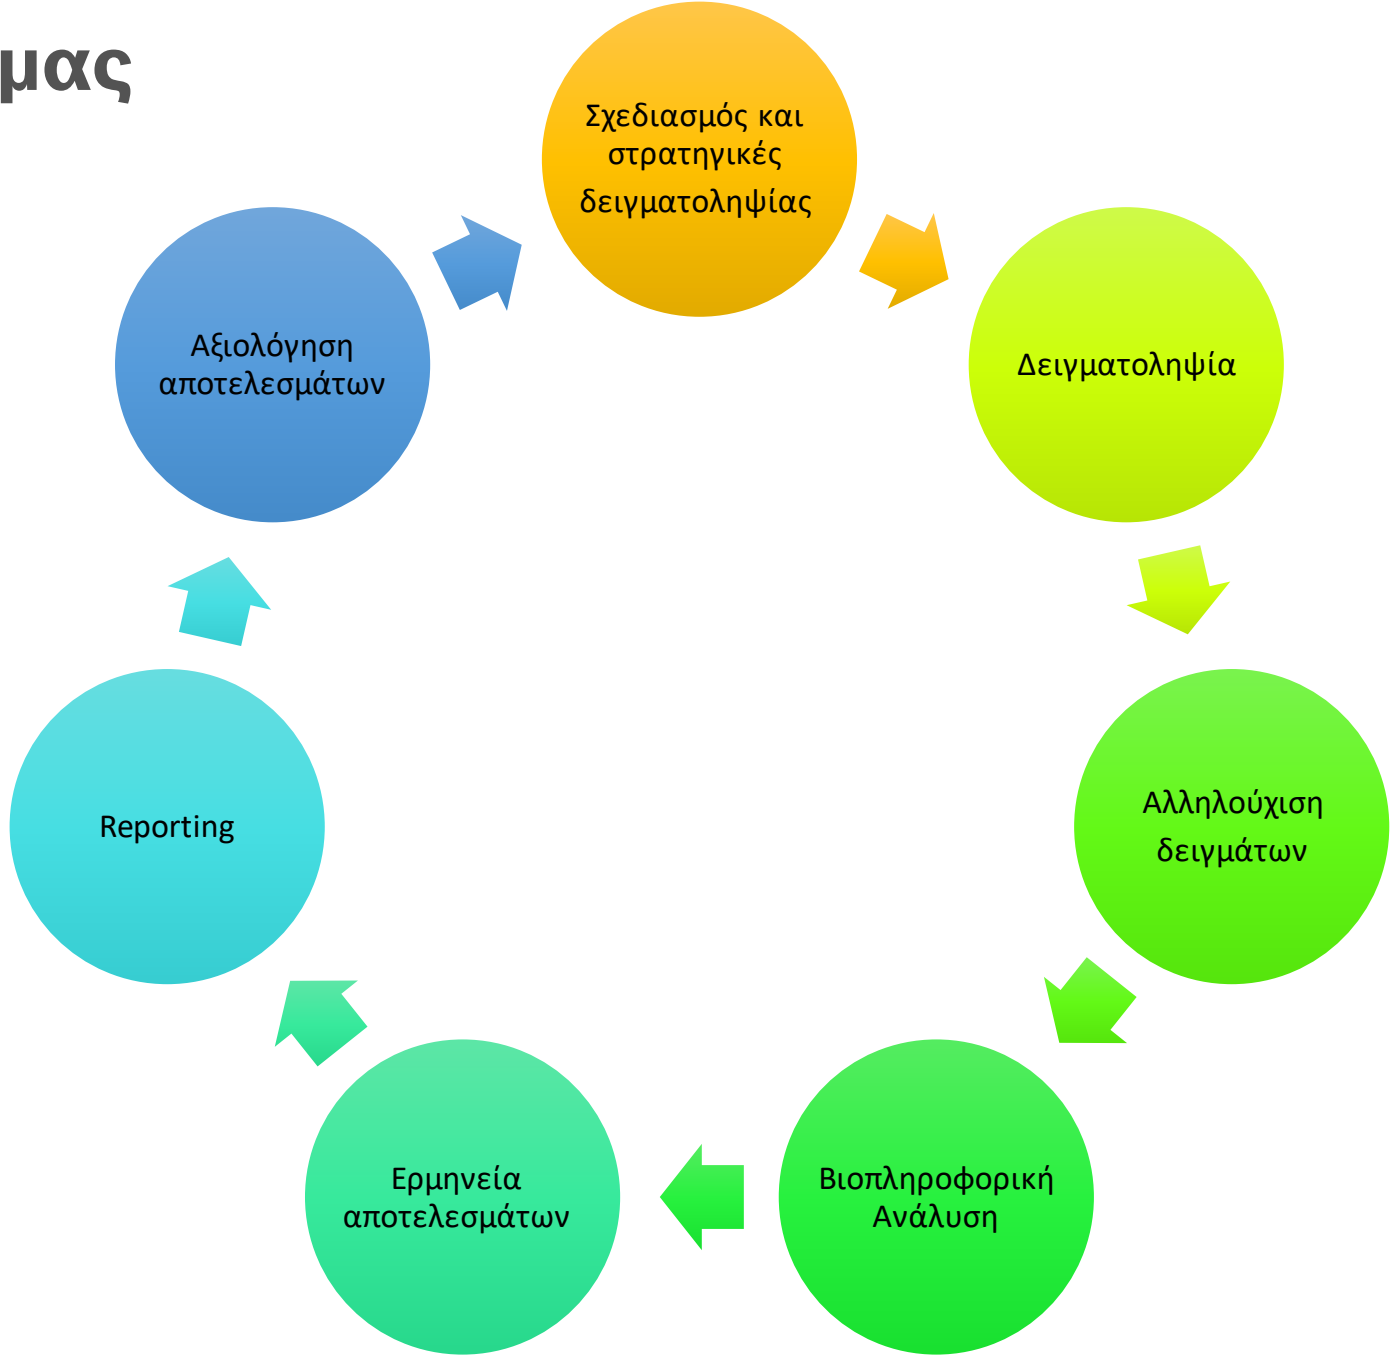 μας
Σχεδιασμός και
στρατηγικές
δειγματοληψίας
Δειγματοληψία
Αλληλούχιση
δειγμάτων
Βιοπληροφορική
Ανάλυση
Ερμηνεία
αποτελεσμάτων
Reporting
Αξιολόγηση
αποτελεσμάτων